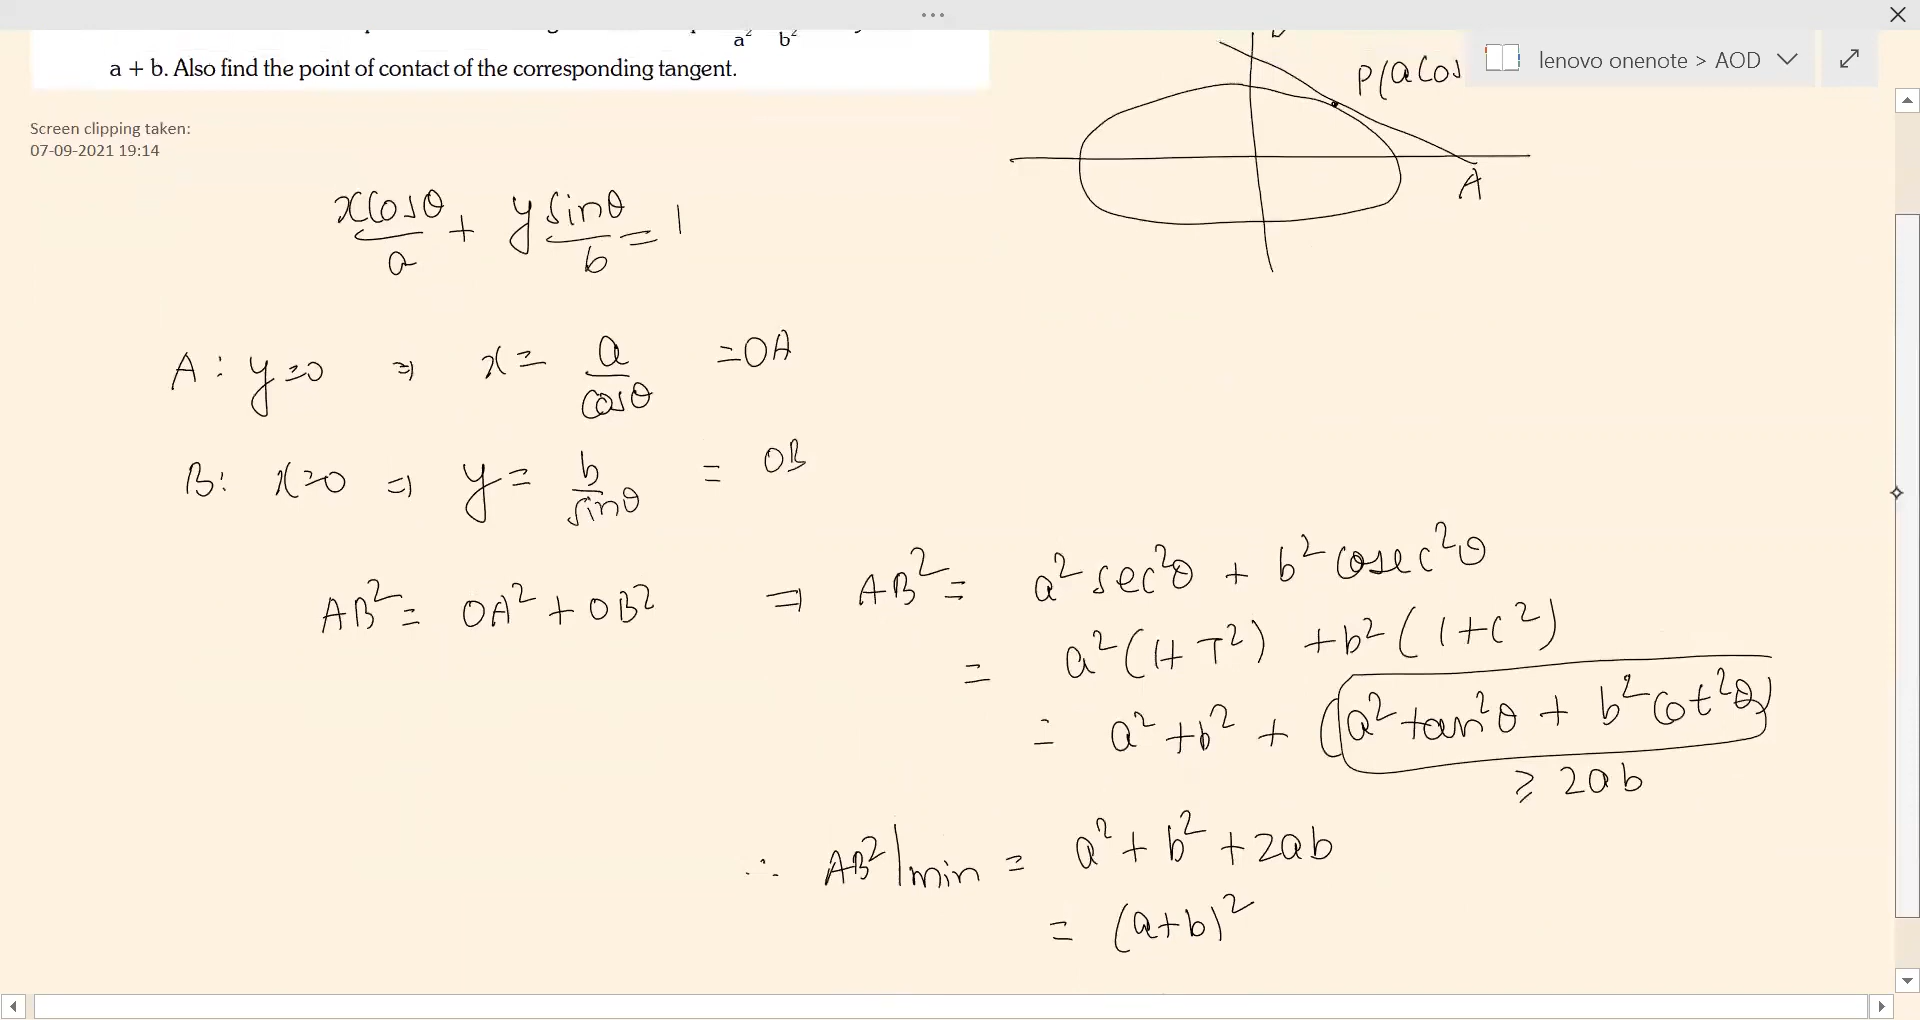 a² b²
a + b. Also find the point of contact of the corresponding tangent.
lenovo onenote > AOD
P(a cos
A
Screen clipping taken:
07-09-2021 19:14
xcosθ/a + y sinθ/b = 1
A : y=0 ⇒ x = a/cosθ = OA
B: x=0 ⇒ y = b/sinθ = OB
AB² = OA² + OB² ⇒ AB² = a² sec²θ + b² cosec²θ
= a²(1+T²) + b²(1+c²)
= a² + b² + (a² tan²θ + b² cot²θ)
≥ 2ab
∴ AB²|min = a² + b² + 2ab
= (a+b)²